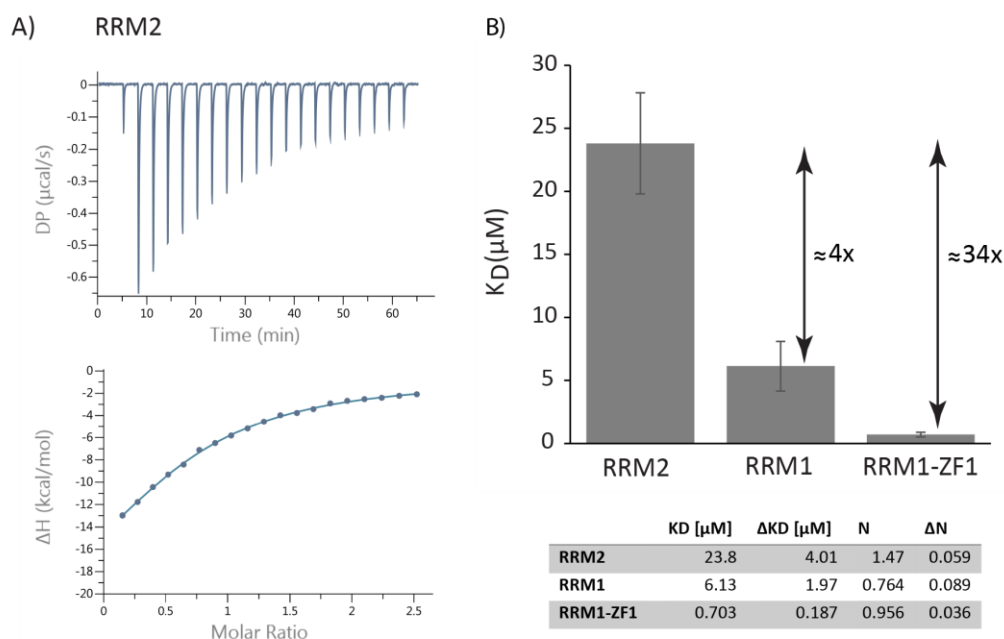 A)
RRM2
0
-0.1
-0.2
-0.3
-0.4
-0.5
-0.6
DP (µcal/s)
0 10 20 30 40 50 60
Time (min)
0
-2
-4
-6
-8
-10
-12
-14
-16
-18
-20
ΔH (kcal/mol)
0 0.5 1 1.5 2 2.5
Molar Ratio
B)
30
25
20
15
10
5
0
KD(µM)
≈4x
≈34x
RRM2 RRM1 RRM1-ZF1
KD [µM] ΔKD [µM] N ΔN
RRM2 23.8 4.01 1.47 0.059
RRM1 6.13 1.97 0.764 0.089
RRM1-ZF1 0.703 0.187 0.956 0.036